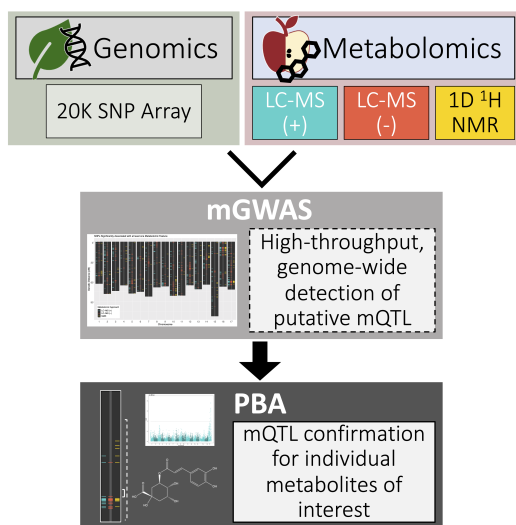 Genomics
Metabolomics
20K SNP Array
LC-MS
(+)
LC-MS
(-)
1D ¹H
NMR
mGWAS
High-throughput,
genome-wide
detection of
putative mQTL
PBA
mQTL confirmation
for individual
metabolites of
interest